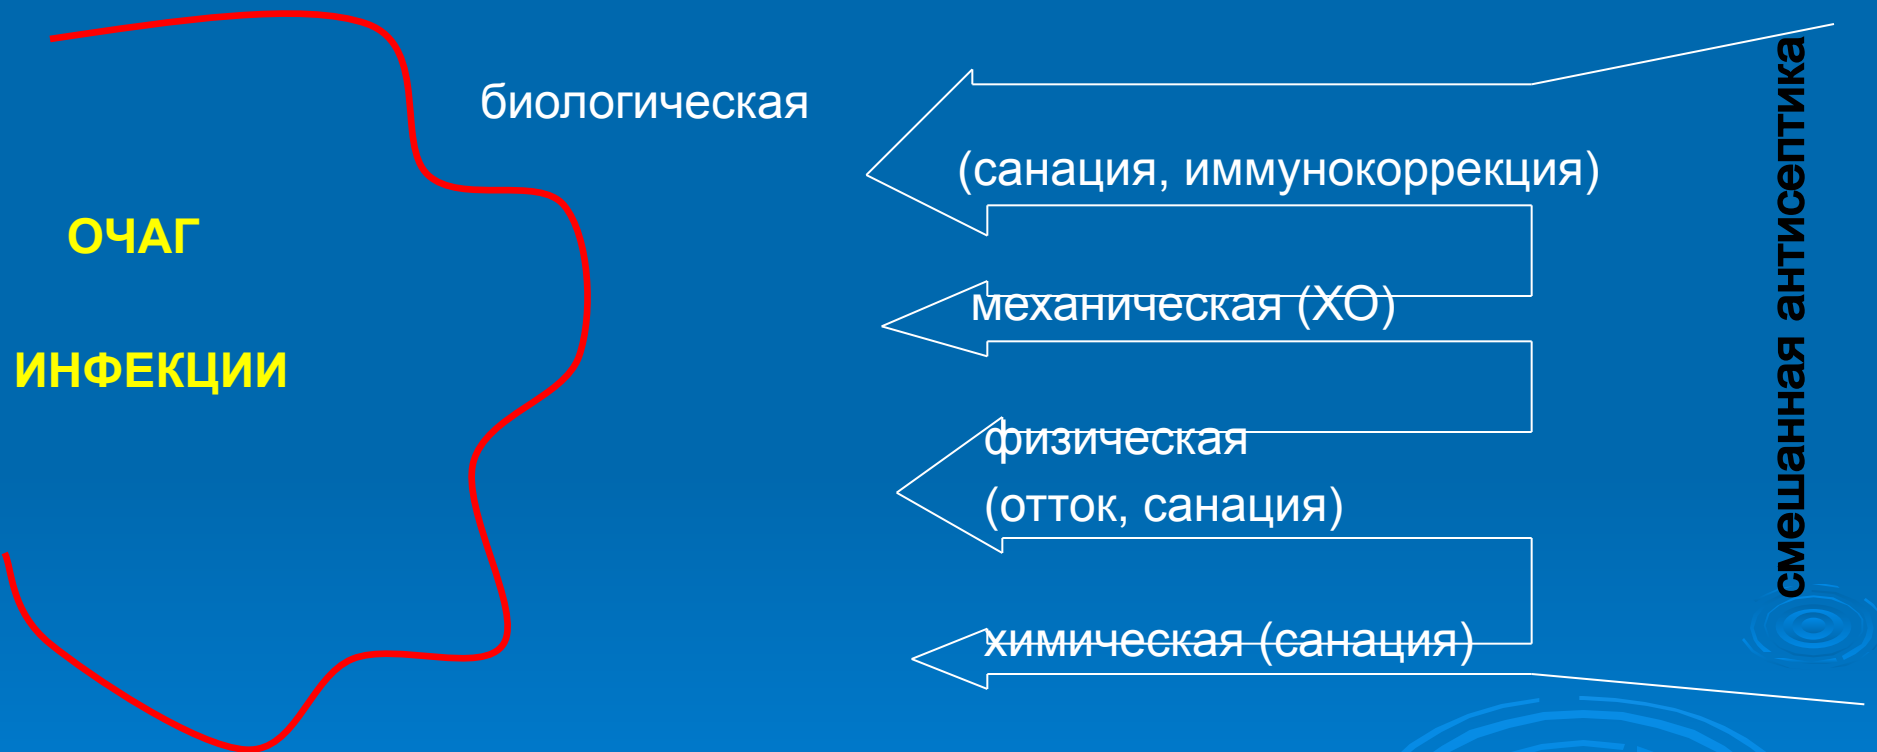 биологическая
(санация, иммунокоррекция)
ОЧАГ
механическая (ХО)
ИНФЕКЦИИ
физическая
(отток, санация)
химическая (санация)
смешанная антисептика